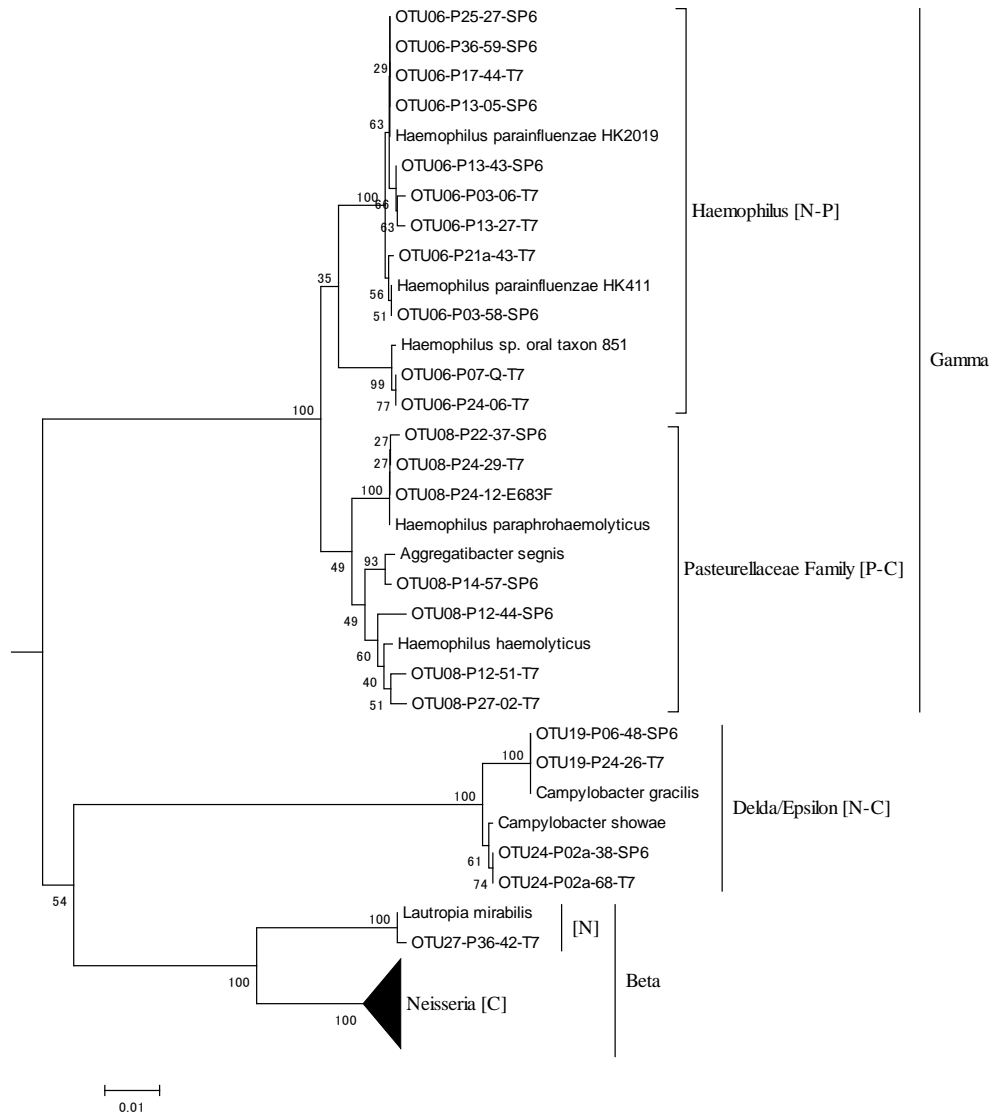 OTU06-P25-27-SP6
OTU06-P36-59-SP6
29
OTU06-P17-44-T7
OTU06-P13-05-SP6
63
Haemophilus parainfluenzae HK2019
OTU06-P13-43-SP6
100
66
OTU06-P03-06-T7
63
OTU06-P13-27-T7
Haemophilus [N-P]
OTU06-P21a-43-T7
35
56
Haemophilus parainfluenzae HK411
51
OTU06-P03-58-SP6
Haemophilus sp. oral taxon 851
Gamma
99
OTU06-P07-Q-T7
77
OTU06-P24-06-T7
100
27
OTU08-P22-37-SP6
27
OTU08-P24-29-T7
100
OTU08-P24-12-E683F
Haemophilus paraphrohaemolyticus
49
93
Aggregatibacter segnis
Pasteurellaceae Family [P-C]
OTU08-P14-57-SP6
49
OTU08-P12-44-SP6
60
Haemophilus haemolyticus
40
OTU08-P12-51-T7
51
OTU08-P27-02-T7
OTU19-P06-48-SP6
100
OTU19-P24-26-T7
100
Campylobacter gracilis
Delda/Epsilon [N-C]
Campylobacter showae
61
OTU24-P02a-38-SP6
74
OTU24-P02a-68-T7
54
100
Lautropia mirabilis
[N]
OTU27-P36-42-T7
100
Beta
Neisseria [C]
100
0.01